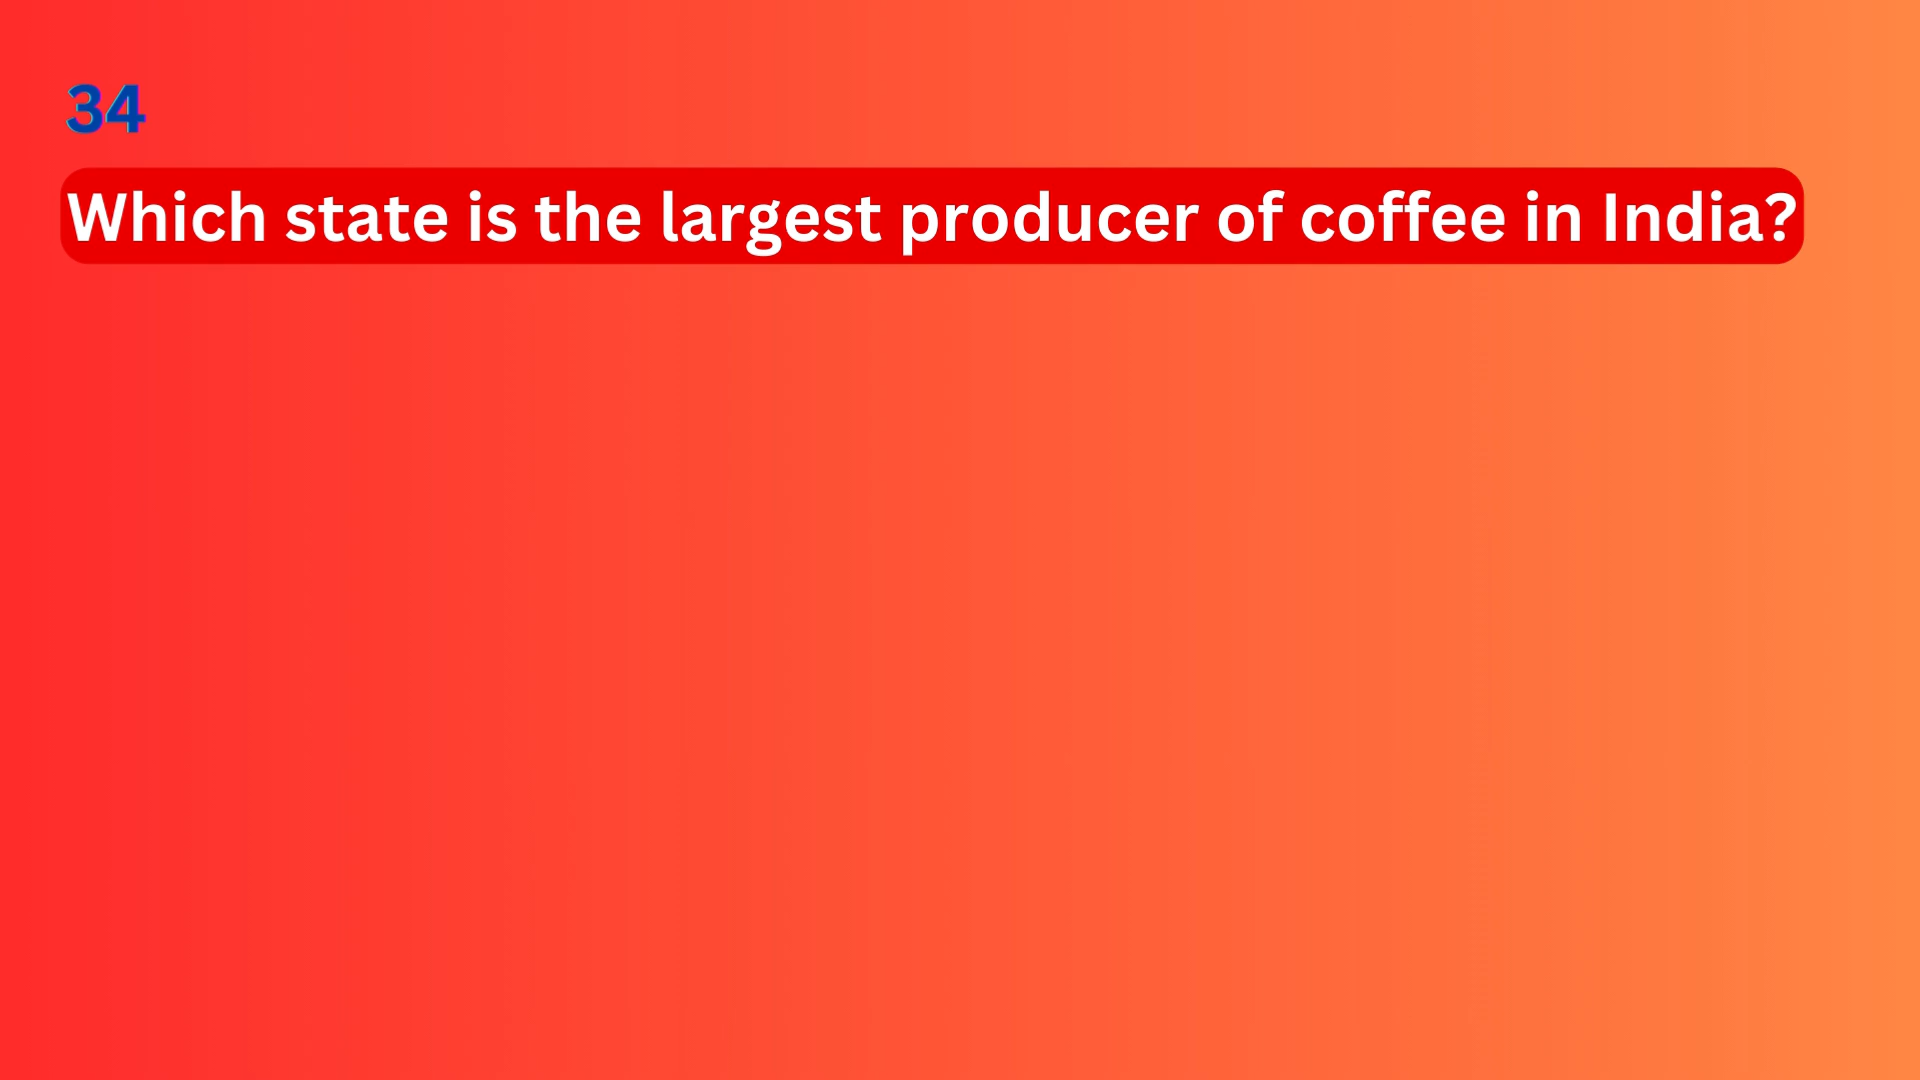 34
Which state is the largest producer of coffee in India?